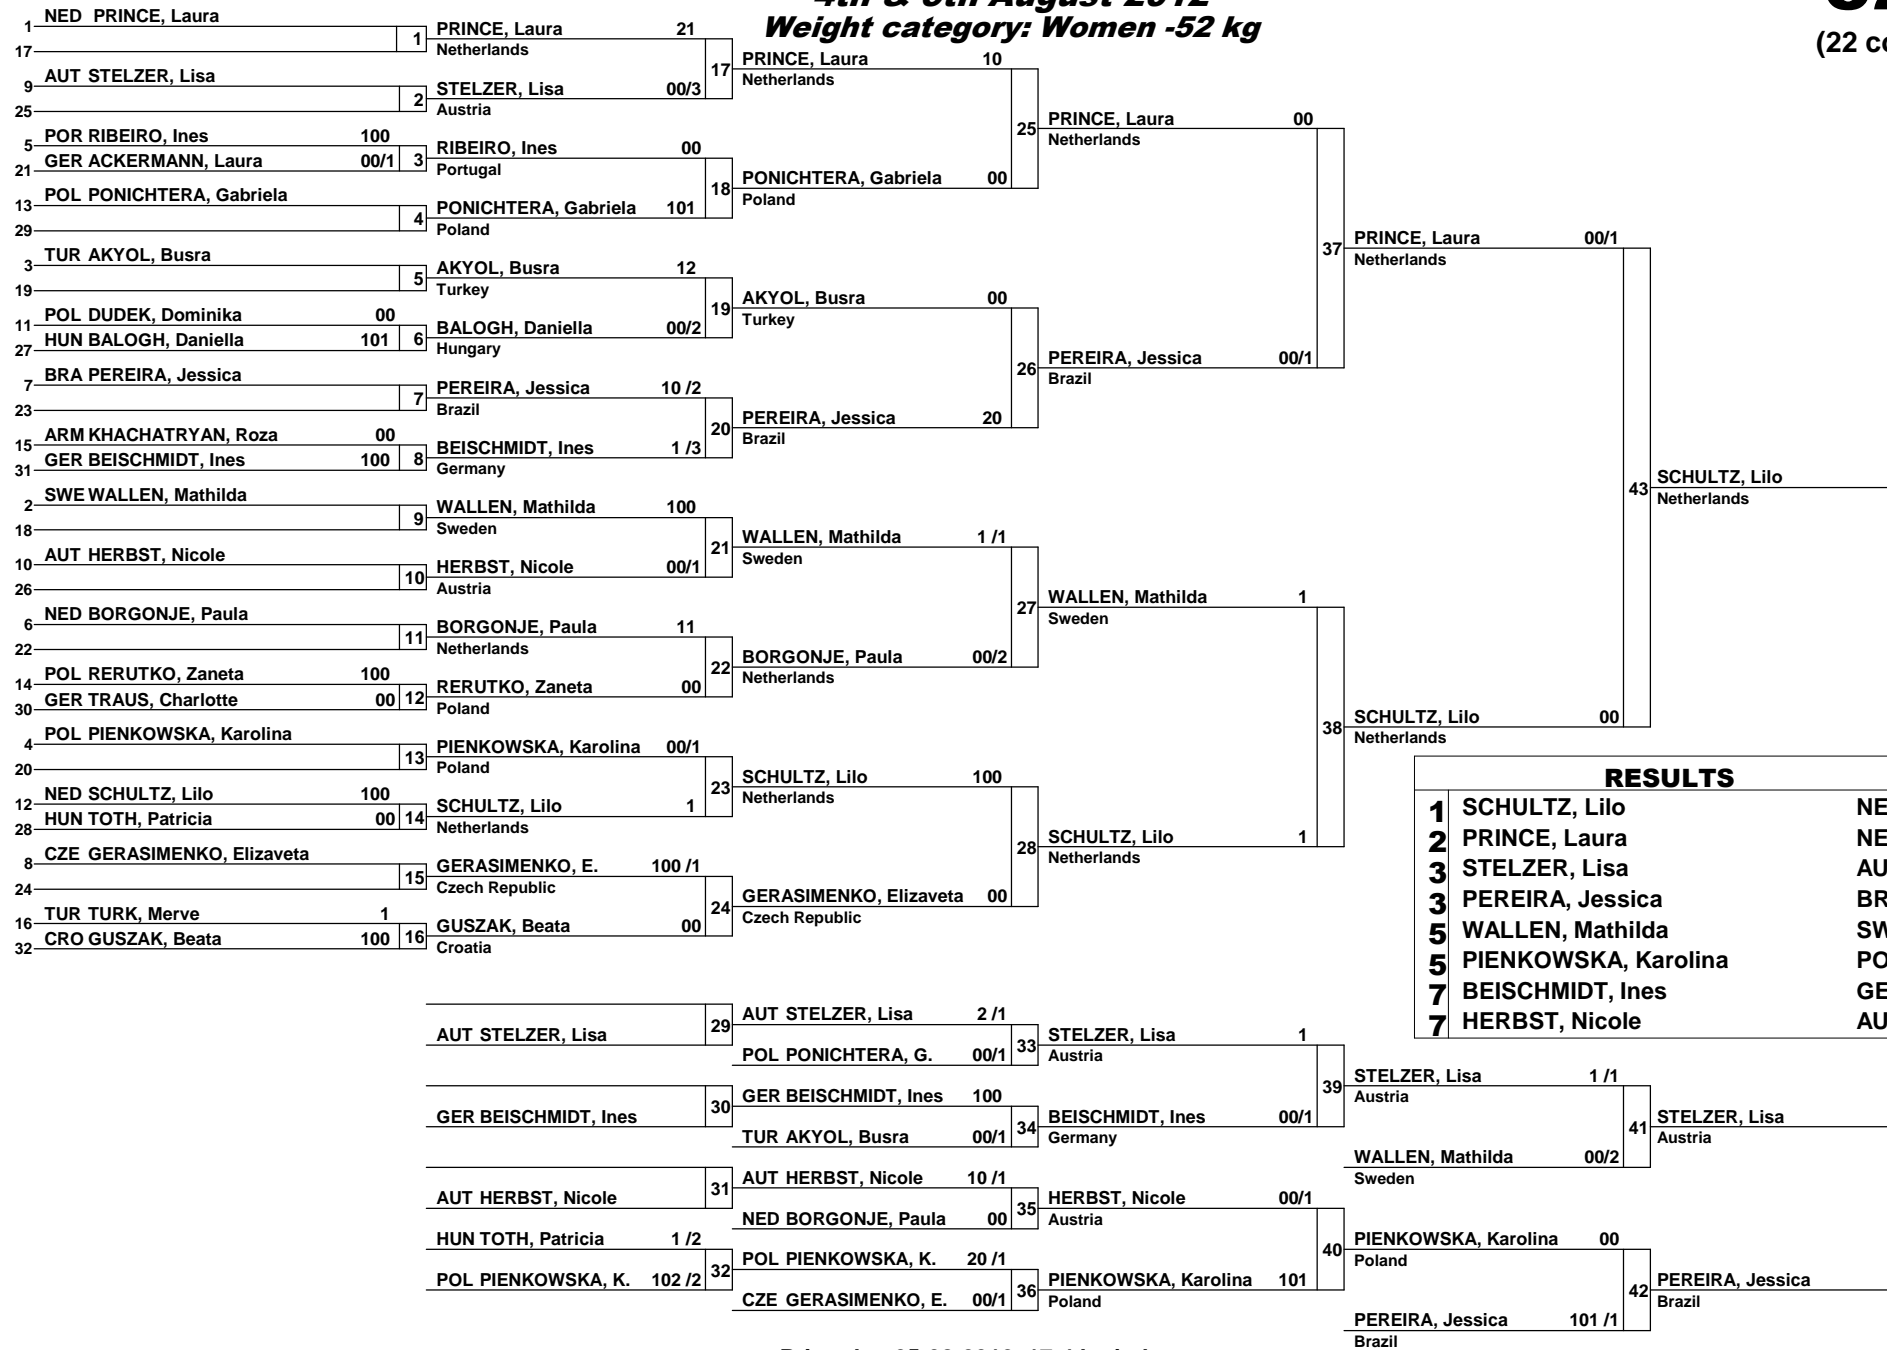 Weight category: Women -52 kg
(22
1 NED PRINCE, Laura
17
1
9 AUT STELZER, Lisa
25
2
5 POR RIBEIRO, Ines 100
21 GER ACKERMANN, Laura 00/1
3
13 POL PONICHTERA, Gabriela
29
4
3 TUR AKYOL, Busra
19
5
11 POL DUDEK, Dominika 00
27 HUN BALOGH, Daniella 101
6
7 BRA PEREIRA, Jessica
23
7
15 ARM KHACHATRYAN, Roza 00
31 GER BEISCHMIDT, Ines 100
8
2 SWE WALLEN, Mathilda
18
9
10 AUT HERBST, Nicole
26
10
6 NED BORGONJE, Paula
22
11
14 POL RERUTKO, Zaneta 100
30 GER TRAUS, Charlotte 00
12
4 POL PIENKOWSKA, Karolina
20
13
12 NED SCHULTZ, Lilo 100
28 HUN TOTH, Patricia 00
14
8 CZE GERASIMENKO, Elizaveta
24
15
16 TUR TURK, Merve 1
32 CRO GUSZAK, Beata 100
16
PRINCE, Laura 21
Netherlands
17
STELZER, Lisa 00/3
Austria
RIBEIRO, Ines 00
Portugal
18
PONICHTERA, Gabriela 101
Poland
AKYOL, Busra 12
Turkey
19
BALOGH, Daniella 00/2
Hungary
PEREIRA, Jessica 10 /2
Brazil
20
BEISCHMIDT, Ines 1 /3
Germany
WALLEN, Mathilda 100
Sweden
21
HERBST, Nicole 00/1
Austria
BORGONJE, Paula 11
Netherlands
22
RERUTKO, Zaneta 00
Poland
PIENKOWSKA, Karolina 00/1
Poland
23
SCHULTZ, Lilo 1
Netherlands
GERASIMENKO, E. 100 /1
Czech Republic
24
GUSZAK, Beata 00
Croatia
PRINCE, Laura 10
Netherlands
25
PONICHTERA, Gabriela 00
Poland
AKYOL, Busra 00
Turkey
26
PEREIRA, Jessica 20
Brazil
WALLEN, Mathilda 1 /1
Sweden
27
BORGONJE, Paula 00/2
Netherlands
SCHULTZ, Lilo 100
Netherlands
28
GERASIMENKO, Elizaveta 00
Czech Republic
PRINCE, Laura 00
Netherlands
37
PEREIRA, Jessica 00/1
Brazil
WALLEN, Mathilda 1
Sweden
38
SCHULTZ, Lilo 1
Netherlands
PRINCE, Laura 00/1
Netherlands
43
SCHULTZ, Lilo 00
Netherlands
SCHULTZ, Lilo
Netherlands
RESULTS
1 SCHULTZ, Lilo
2 PRINCE, Laura
3 STELZER, Lisa
3 PEREIRA, Jessica
5 WALLEN, Mathilda
5 PIENKOWSKA, Karolina
7 BEISCHMIDT, Ines
7 HERBST, Nicole
AUT STELZER, Lisa
29
GER BEISCHMIDT, Ines
30
AUT HERBST, Nicole
31
HUN TOTH, Patricia 1 /2
32
POL PIENKOWSKA, K. 102 /2
AUT STELZER, Lisa 2 /1
33
POL PONICHTERA, G. 00/1
GER BEISCHMIDT, Ines 100
34
TUR AKYOL, Busra 00/1
AUT HERBST, Nicole 10 /1
35
NED BORGONJE, Paula 00
POL PIENKOWSKA, K. 20 /1
36
CZE GERASIMENKO, E. 00/1
STELZER, Lisa 1
Austria
39
BEISCHMIDT, Ines 00/1
Germany
HERBST, Nicole 00/1
Austria
40
PIENKOWSKA, Karolina 101
Poland
STELZER, Lisa 1 /1
Austria
41
WALLEN, Mathilda 00/2
Sweden
PIENKOWSKA, Karolina 00
Poland
42
PEREIRA, Jessica 101 /1
Brazil
STELZER, Lisa
Austria
PEREIRA, Jessica
Brazil